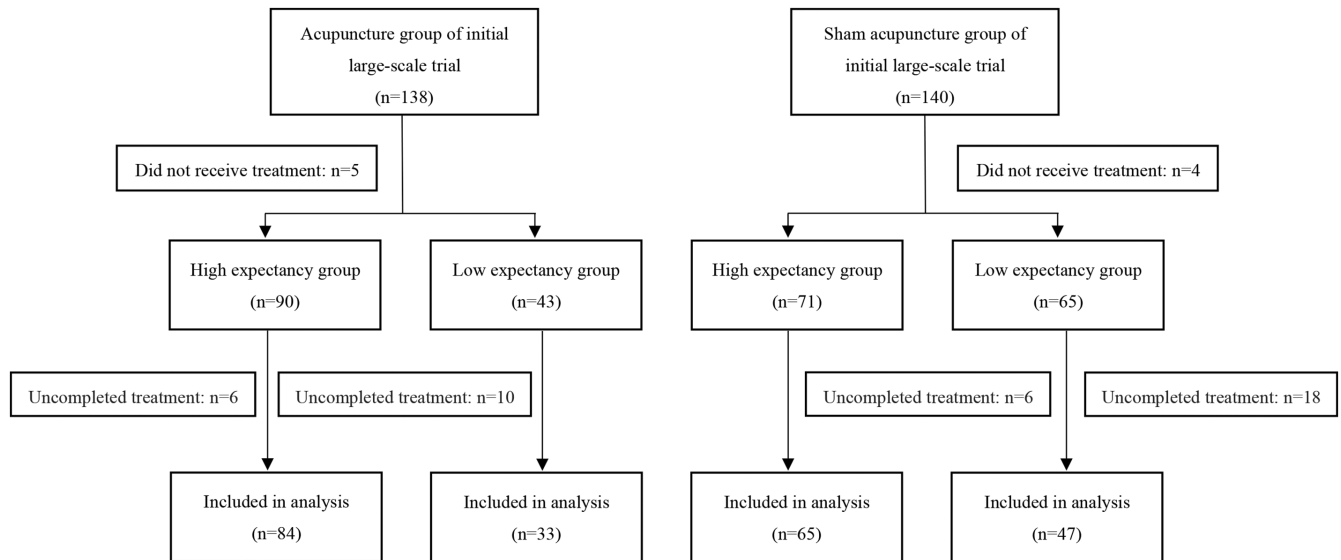 Acupuncture group of initial
large-scale trial
(n=138)
Sham acupuncture group of
initial large-scale trial
(n=140)
Did not receive treatment: n=5
Did not receive treatment: n=4
High expectancy group
(n=90)
Low expectancy group
(n=43)
High expectancy group
(n=71)
Low expectancy group
(n=65)
Uncompleted treatment: n=6
Uncompleted treatment: n=10
Uncompleted treatment: n=6
Uncompleted treatment: n=18
Included in analysis
(n=84)
Included in analysis
(n=33)
Included in analysis
(n=65)
Included in analysis
(n=47)